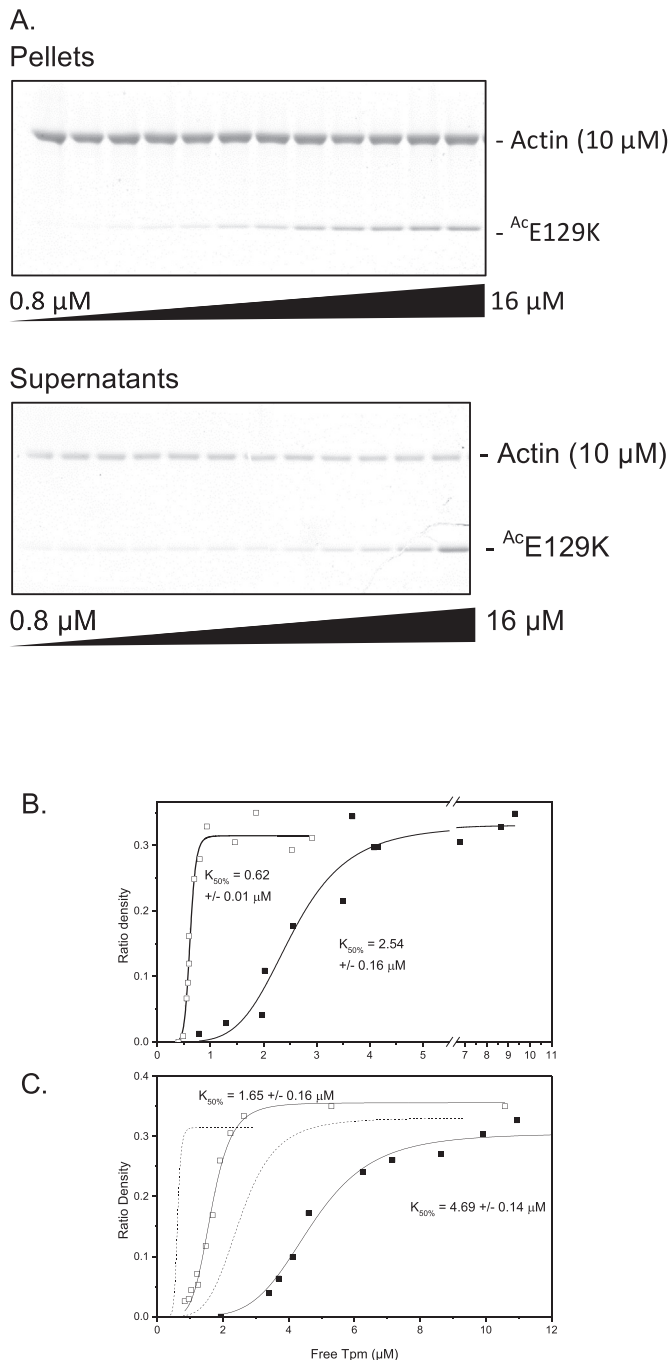 A.
Pellets
- Actin (10 µM)
- AcE129K
0.8 µM
16 µM
Supernatants
- Actin (10 µM)
- AcE129K
0.8 µM
16 µM
B.
Ratio density
0.3
0.2
0.1
0.0
K50% = 0.62
+/- 0.01 µM
K50% = 2.54
+/- 0.16 µM
0 1 2 3 4 5 7 8 9 10 11
C.
Ratio Density
0.4
0.3
0.2
0.1
0.0
K50% = 1.65 +/- 0.16 µM
K50% = 4.69 +/- 0.14 µM
0 2 4 6 8 10 12
Free Tpm (µM)